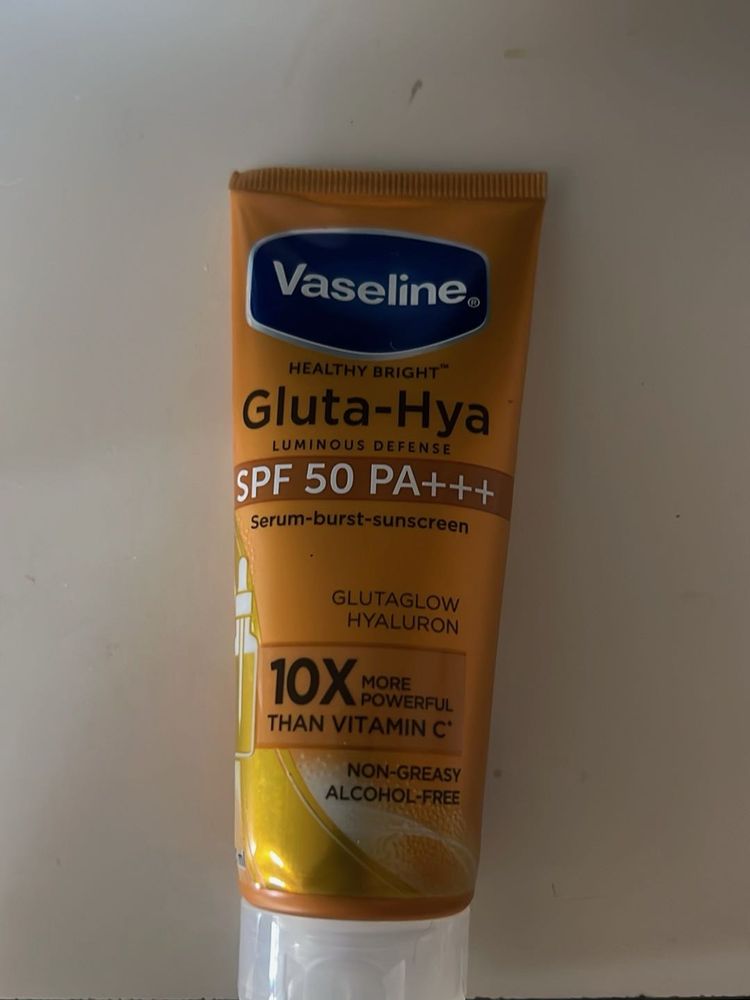 Vaseline®
HEALTHY BRIGHT™
Gluta-Hya
LUMINOUS DEFENSE
SPF 50 PA+++
Serum-burst-sunscreen
GLUTAGLOW
HYALURON
10X MORE
POWERFUL
THAN VITAMIN C*
NON-GREASY
ALCOHOL-FREE